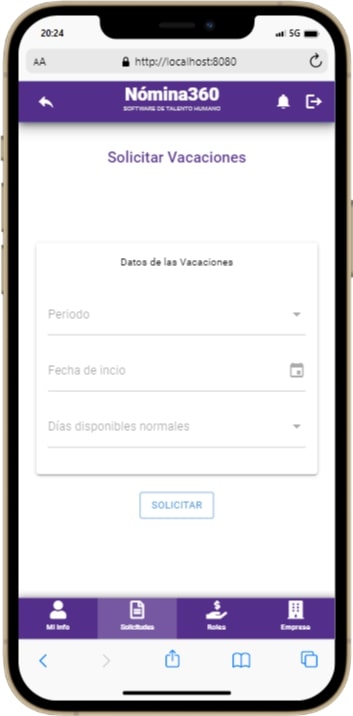 20:24
5G
AA
http://localhost:8080
Nómina360
SOFTWARE DE TALENTO HUMANO
Solicitar Vacaciones
Datos de las Vacaciones
Periodo
Fecha de incio
Días disponibles normales
SOLICITAR
Mi Info
Solicitudes
Roles
Empresa